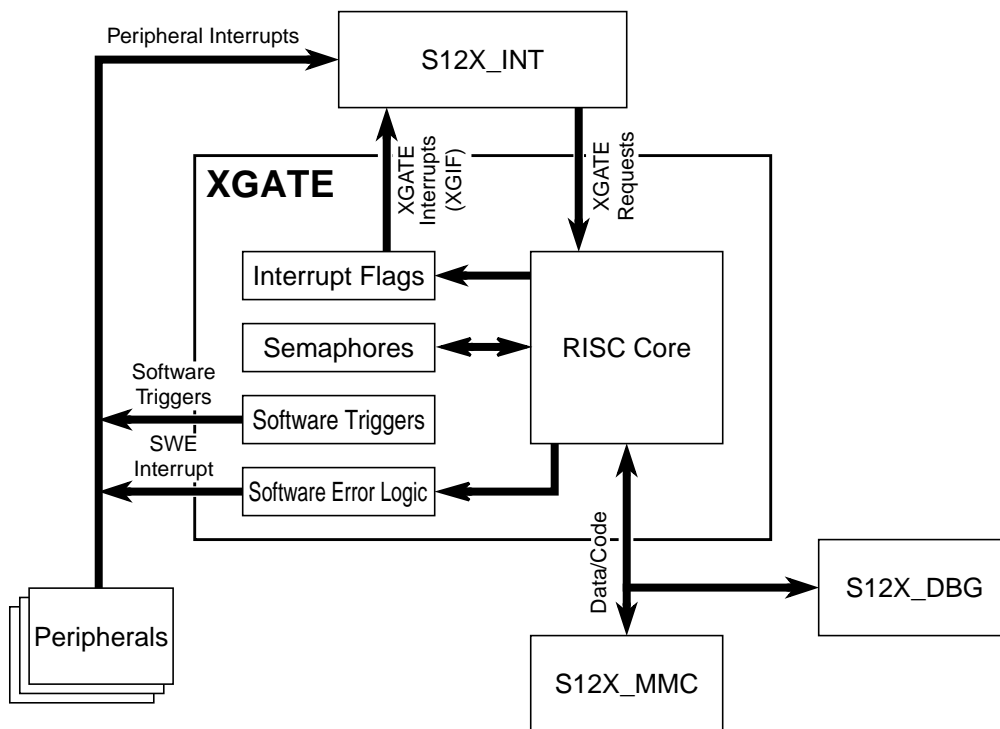 Peripheral Interrupts
S12X_INT
XGATE
XGATE
Interrupts
(XGIF)
XGATE
Requests
Interrupt Flags
Semaphores
RISC Core
Software
Triggers
Software Triggers
SWE
Interrupt
Software Error Logic
Data/Code
S12X_DBG
Peripherals
S12X_MMC